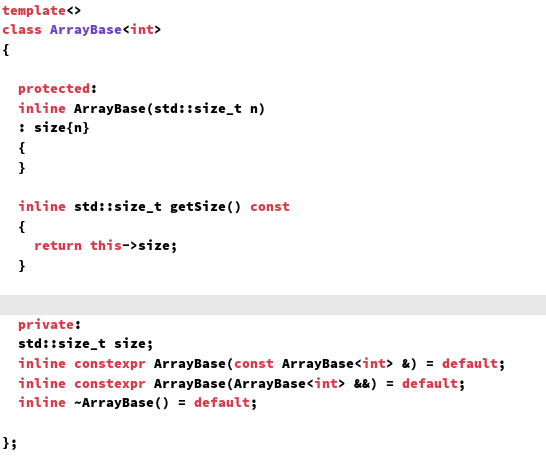 template<>
class ArrayBase<int>
{
protected:
inline ArrayBase(std::size_t n)
: size{n}
{
}
inline std::size_t getSize() const
{
return this->size;
}
private:
std::size_t size;
inline constexpr ArrayBase(const ArrayBase<int> &) = default;
inline constexpr ArrayBase(ArrayBase<int> &&) = default;
inline ~ArrayBase() = default;
};